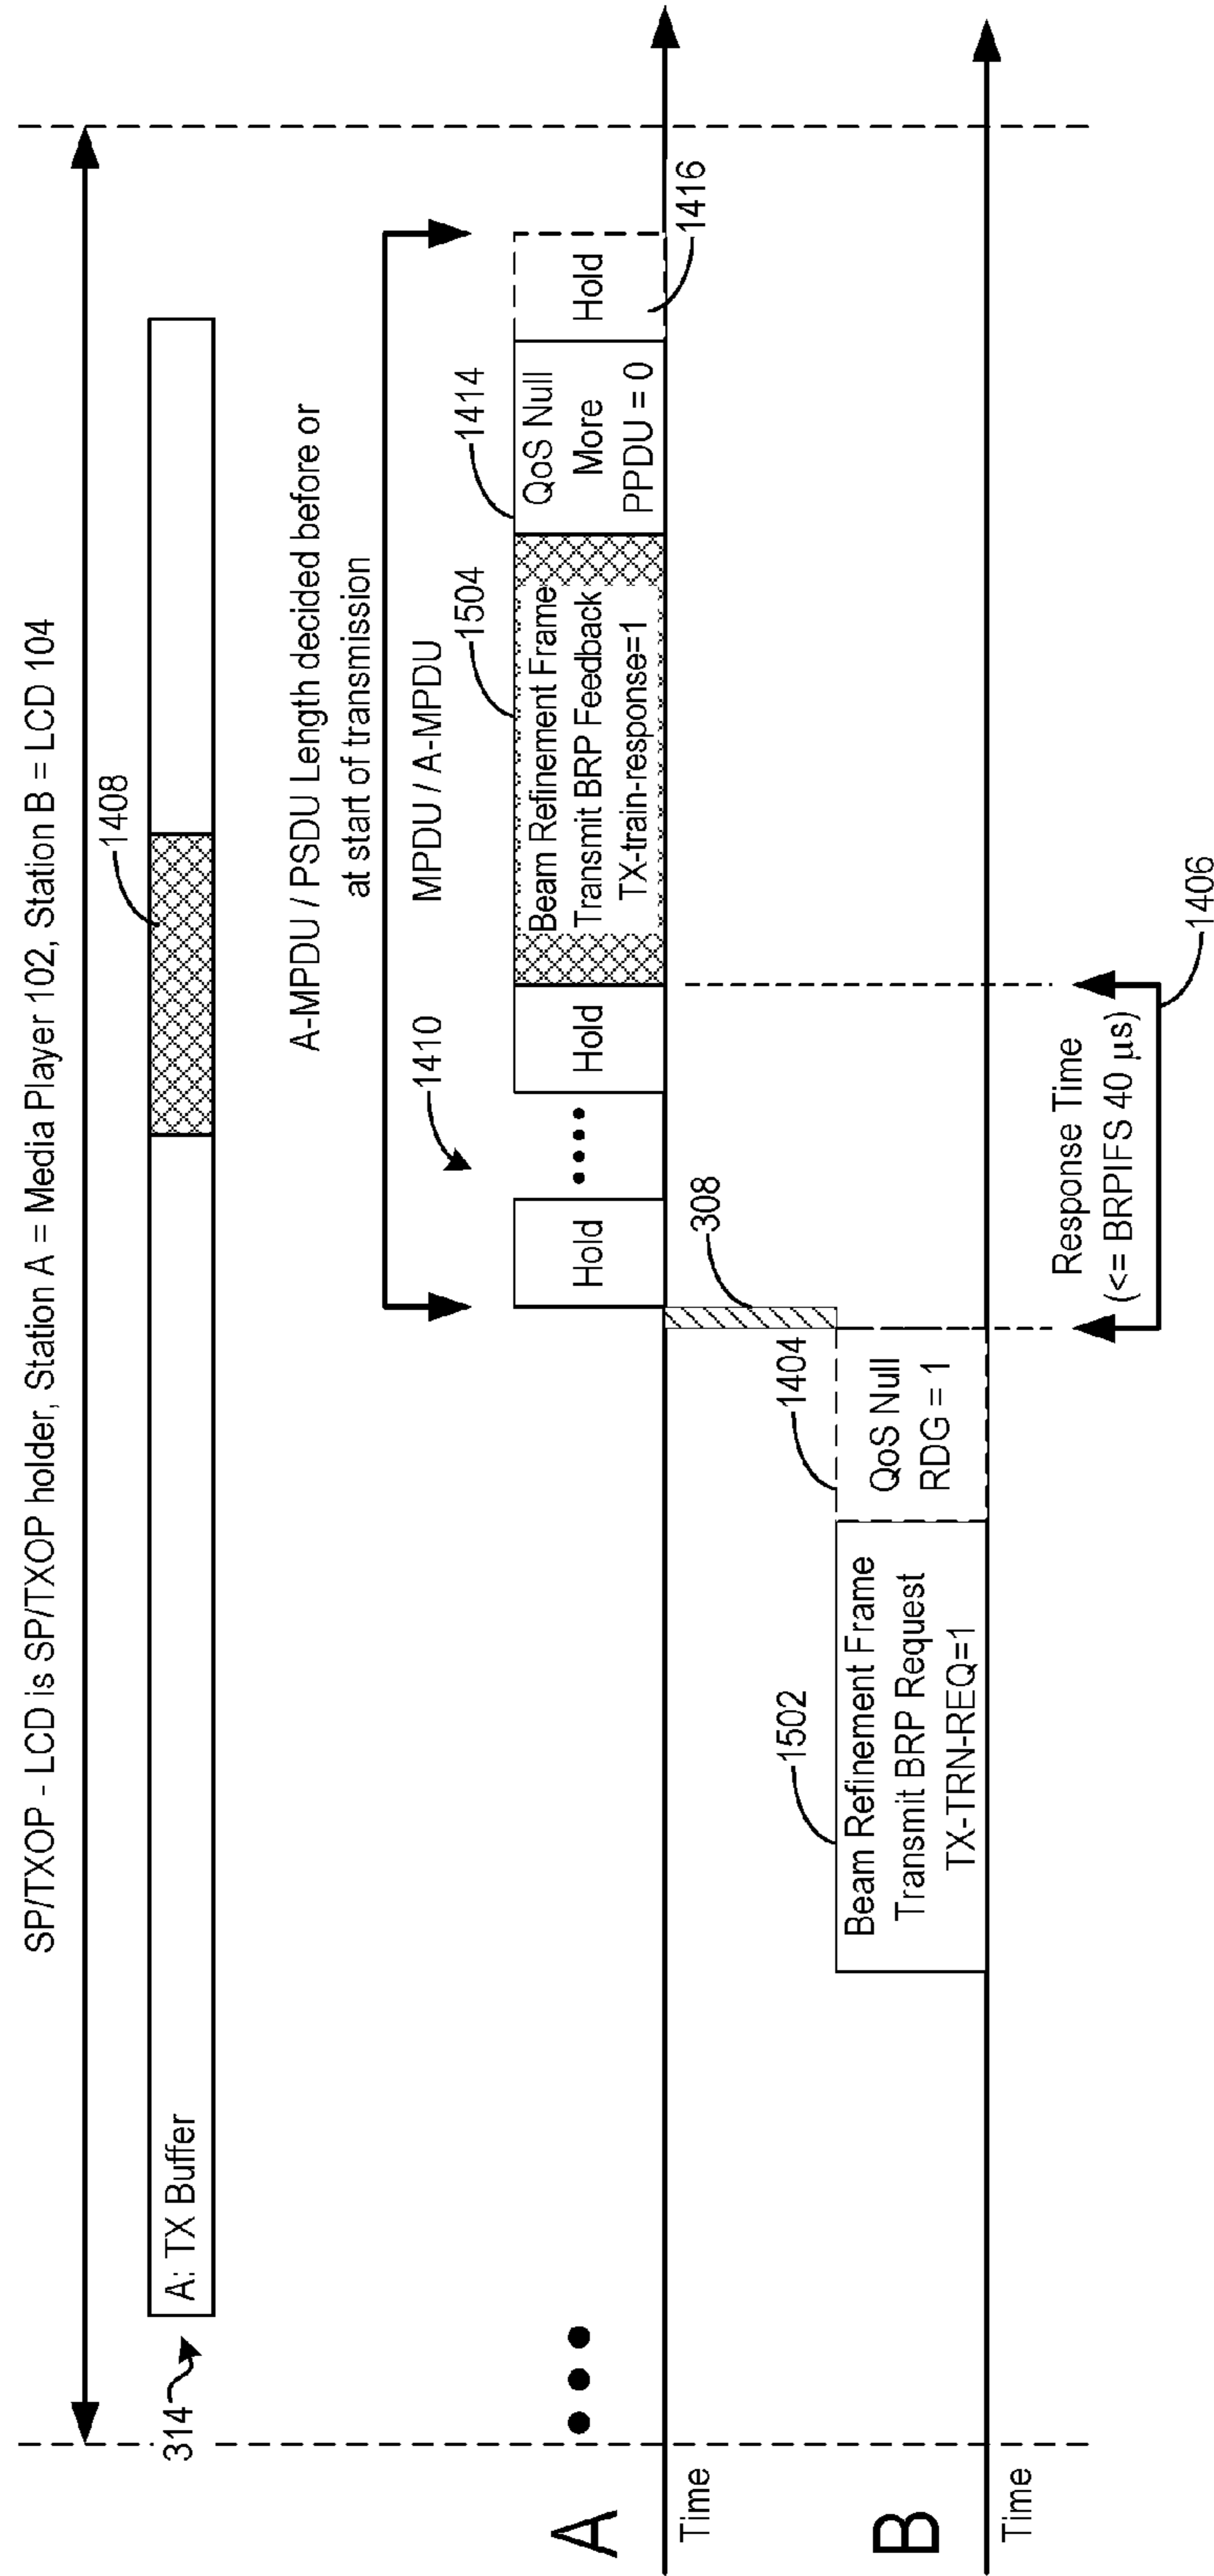 SP/TXOP - LCD is SP/TXOP holder, Station A = Media Player 102, Station B = LCD 104
314
A: TX Buffer
1408
A-MPDU / PSDU Length decided before or
at start of transmission
1410
MPDU / A-MPDU
1504
1414
A
Hold
Hold
Beam Refinement Frame
Transmit BRP Feedback
TX-train-response=1
QoS Null
More
PPDU = 0
Hold
Time
308
1416
1502
1404
B
Beam Refinement Frame
Transmit BRP Request
TX-TRN-REQ=1
QoS Null
RDG = 1
Time
Response Time
(<= BRPIFS 40 μs)
1406